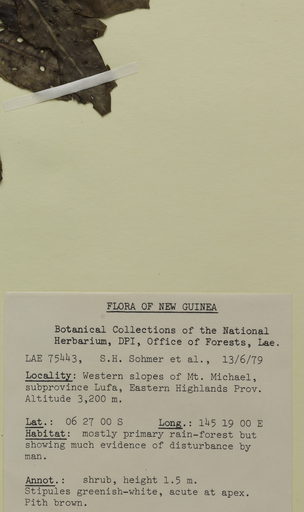 FLORA OF NEW GUINEA
Botanical Collections of the National
Herbarium, DPI, Office of Forests, Lae.
LAE 75443, S.H. Sohmer et al., 13/6/79
Locality: Western slopes of Mt. Michael,
subprovince Lufa, Eastern Highlands Prov.
Altitude 3,200 m.
Lat.: 06 27 00 S Long.: 145 19 00 E
Habitat: mostly primary rain-forest but
showing much evidence of disturbance by
man.
Annot.: shrub, height 1.5 m.
Stipules greenish-white, acute at apex.
Pith brown.